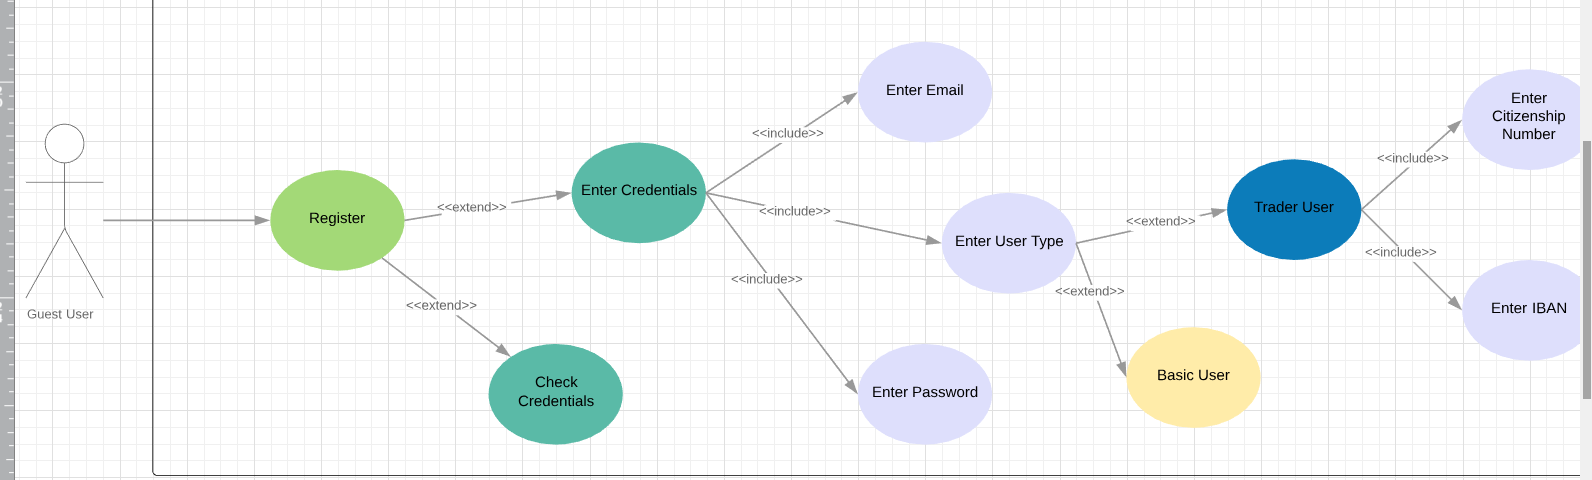 Enter Email
Enter
Citizenship
Number
<<include>>
<<include>>
Enter Credentials
Trader User
Register
<<extend>>
<<include>>
<<extend>>
Enter User Type
<<include>>
<<include>>
<<extend>>
<<extend>>
Guest User
Enter IBAN
Check
Credentials
Enter Password
Basic User